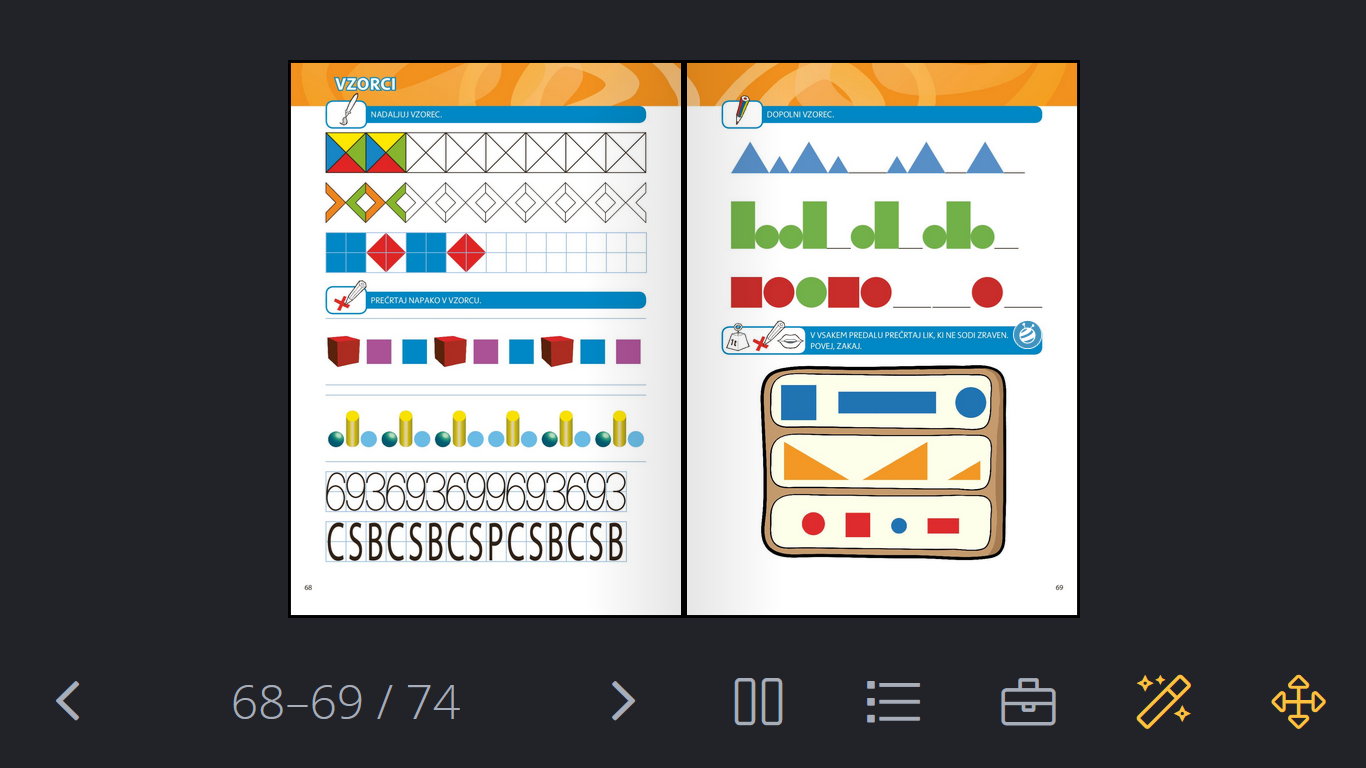 VZORCI
NADALJUJ VZOREC.
PREČRTAJ NAPAKO V VZORCU.
693693699693693
CSBCSBCSPCSBCSB
68
DOPOLNI VZOREC.
V VSAKEM PREDALU PREČRTAJ LIK, KI NE SODI ZRAVEN.
POVEJ, ZAKAJ.
69
68–69 / 74